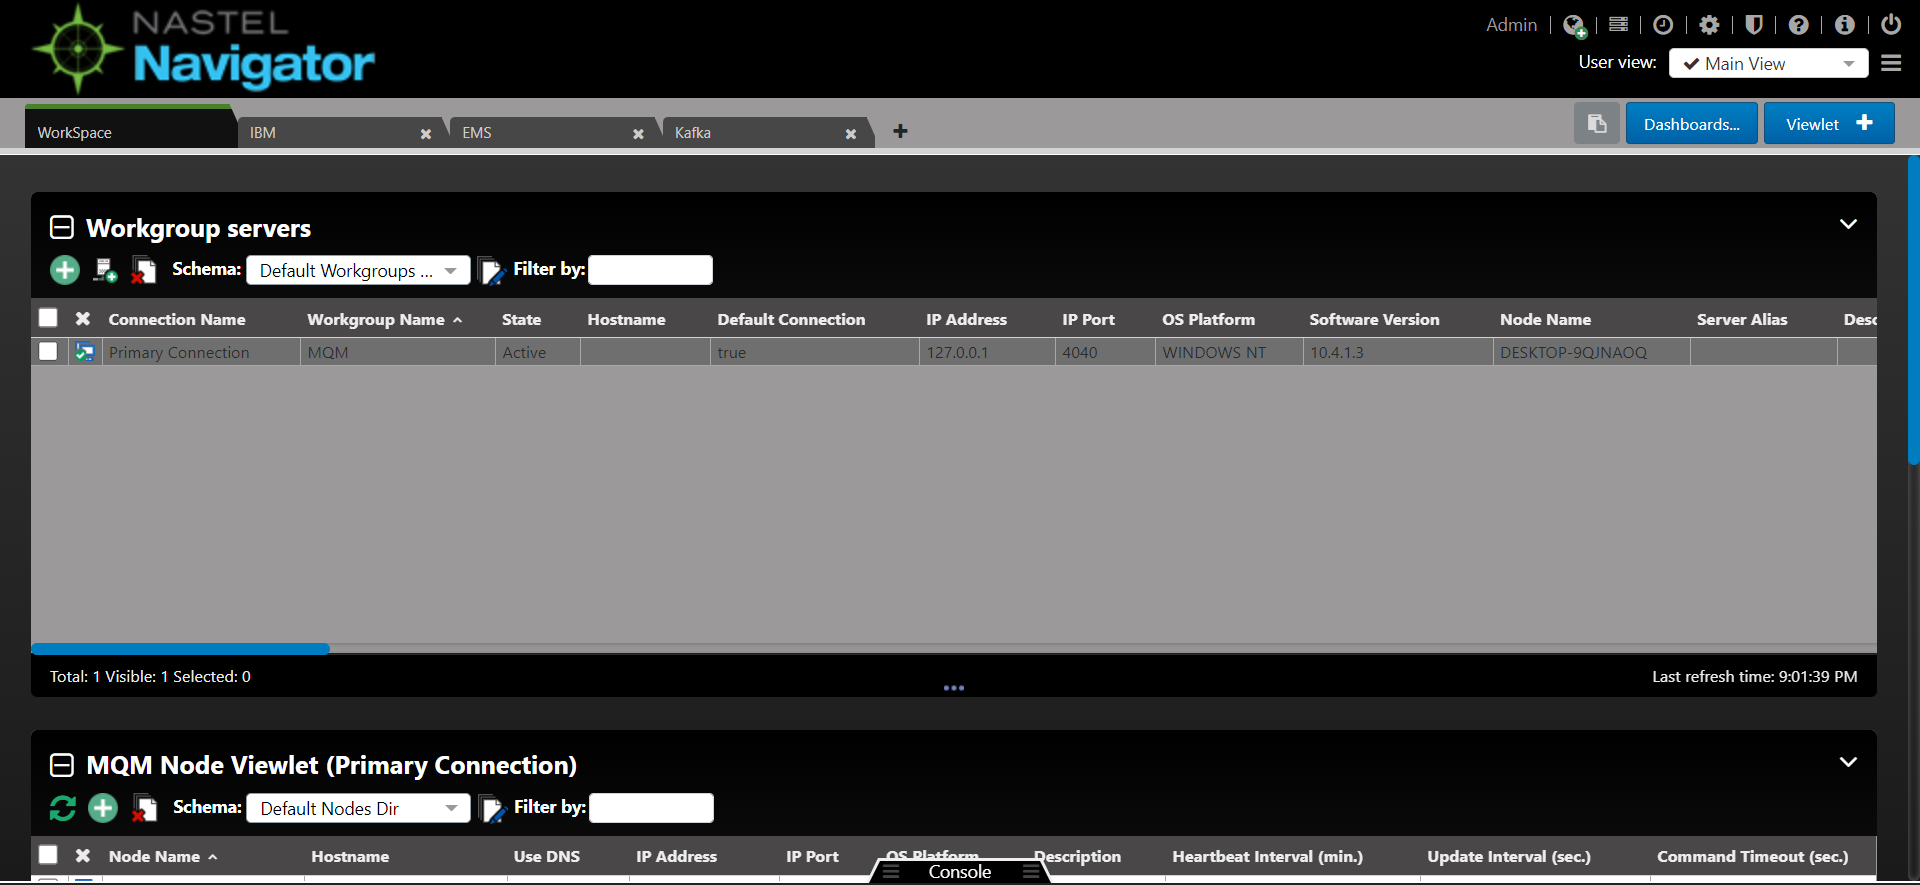 NASTEL
Navigator
Admin
User view: Main View
WorkSpace IBM EMS Kafka
Dashboards... Viewlet
Workgroup servers
Schema: Default Workgroups ... Filter by:
Connection Name Workgroup Name State Hostname Default Connection IP Address IP Port OS Platform Software Version Node Name Server Alias Desc
Primary Connection MQM Active true 127.0.0.1 4040 WINDOWS NT 10.4.1.3 DESKTOP-9QJNAOQ
Total: 1 Visible: 1 Selected: 0
Last refresh time: 9:01:39 PM
MQM Node Viewlet (Primary Connection)
Schema: Default Nodes Dir Filter by:
Node Name Hostname Use DNS IP Address IP Port OS Platform Description Heartbeat Interval (min.) Update Interval (sec.) Command Timeout (sec.)
Console